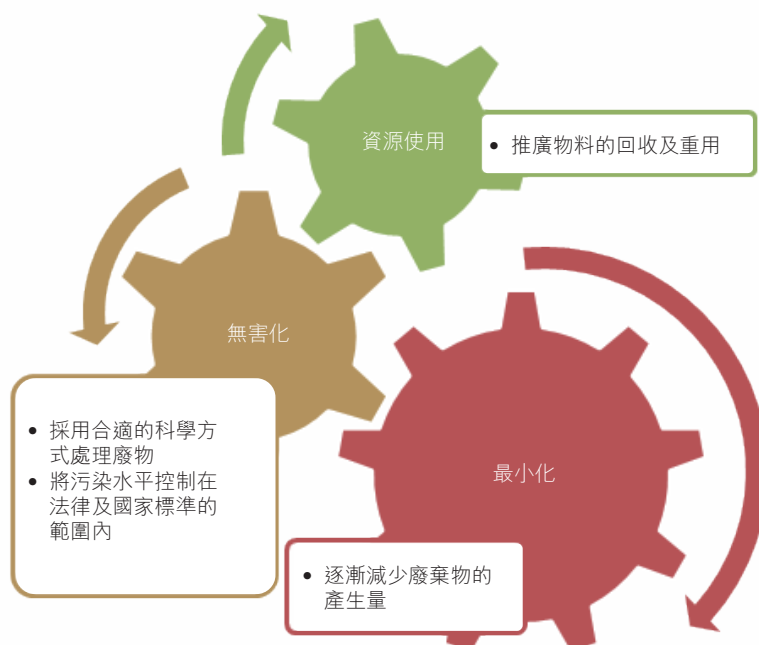 資源使用
• 推廣物料的回收及重用
無害化
• 採用合適的科學方
式處理廢物
• 將污染水平控制在
法律及國家標準的
範圍內
最小化
• 逐漸減少廢棄物的
產生量